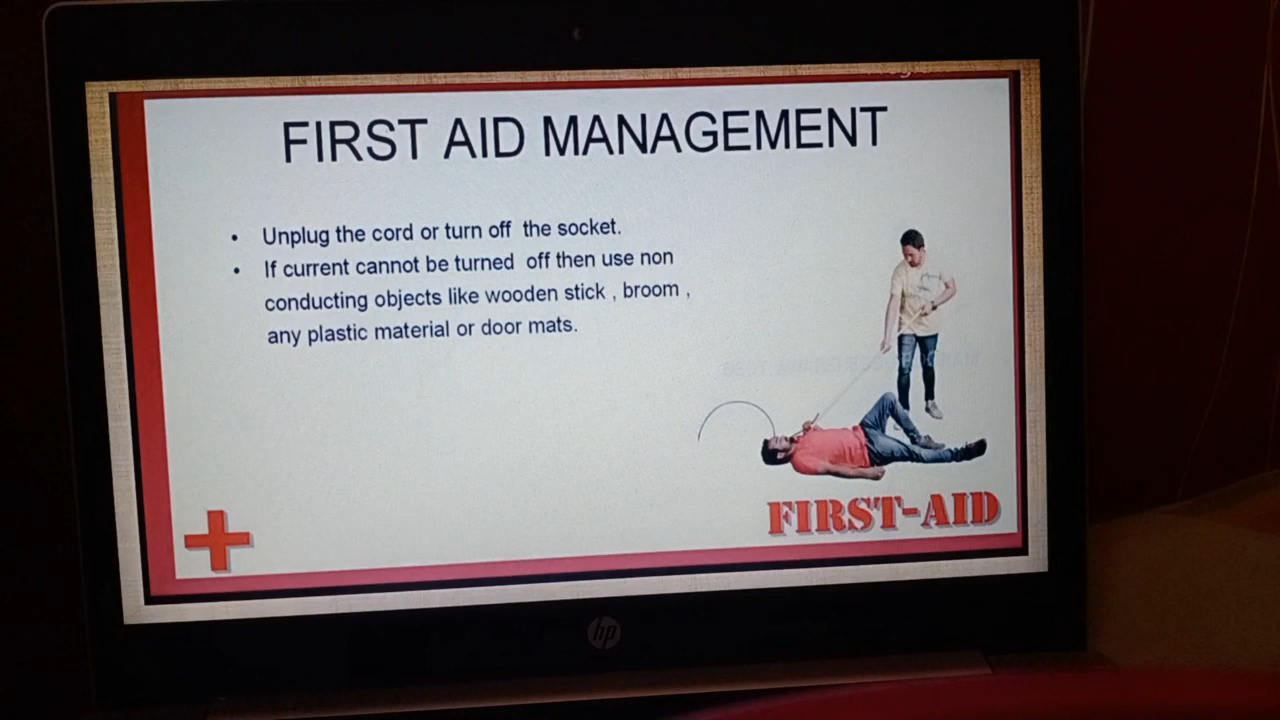 FIRST AID MANAGEMENT
• Unplug the cord or turn off the socket.
• If current cannot be turned off then use non
conducting objects like wooden stick , broom ,
any plastic material or door mats.
FIRST-AID
hp